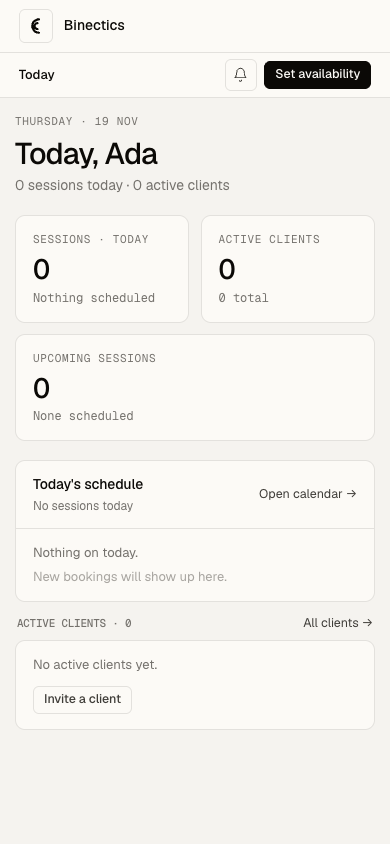 Binectics
Today
Set availability
THURSDAY · 19 NOV
Today, Ada
0 sessions today · 0 active clients
SESSIONS · TODAY
0
Nothing scheduled
ACTIVE CLIENTS
0
0 total
UPCOMING SESSIONS
0
None scheduled
Today's schedule
No sessions today
Open calendar →
Nothing on today.
New bookings will show up here.
ACTIVE CLIENTS · 0
All clients →
No active clients yet.
Invite a client